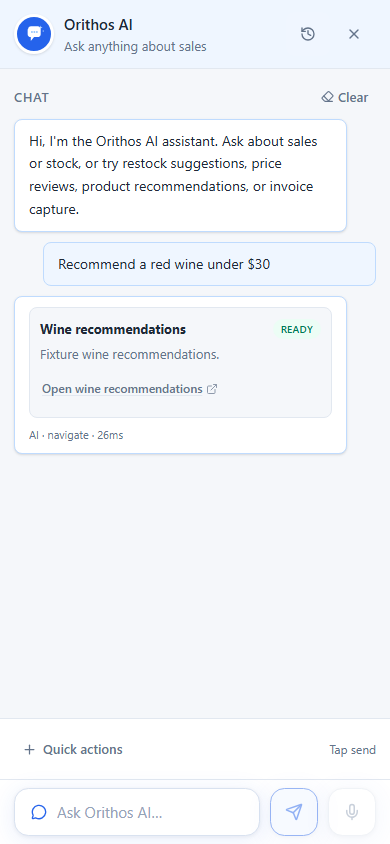 Orithos AI
Ask anything about sales
CHAT
Clear
Hi, I'm the Orithos AI assistant. Ask about sales
or stock, or try restock suggestions, price
reviews, product recommendations, or invoice
capture.
Recommend a red wine under $30
Wine recommendations
READY
Fixture wine recommendations.
Open wine recommendations
AI · navigate · 26ms
Quick actions
Tap send
Ask Orithos AI...